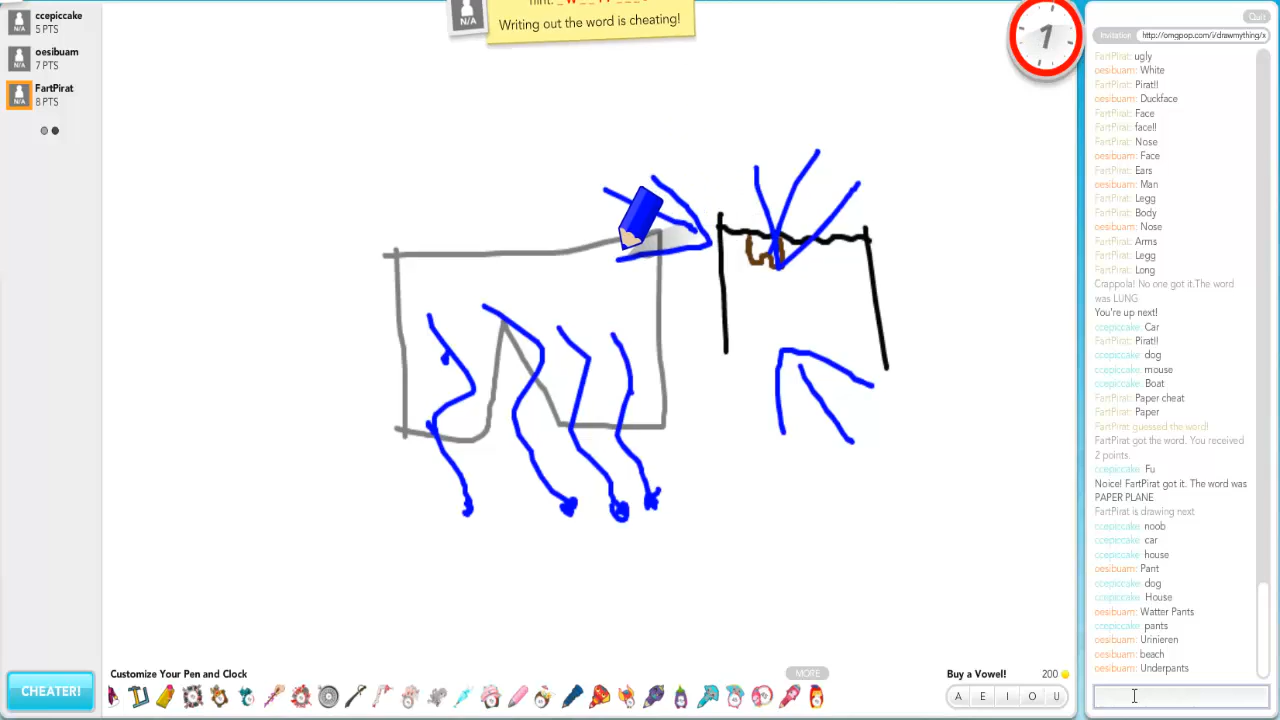 ccepiccake
5 PTS
oesibuam
7 PTS
FartPirat
8 PTS
N/A
N/A
N/A
N/A
Writing out the word is cheating!
1
Quit
Invitation
http://omgpop.com/i/drawmything/x
FartPirat: ugly
oesibuam: White
FartPirat: Pirat!!
oesibuam: Duckface
FartPirat: Face
FartPirat: face!!
FartPirat: Nose
oesibuam: Face
FartPirat: Ears
oesibuam: Man
FartPirat: Legg
FartPirat: Body
oesibuam: Nose
FartPirat: Arms
FartPirat: Legg
FartPirat: Long
Crappola! No one got it.The word
was LUNG
You're up next!
ccepiccake: Car
FartPirat: Pirat!!
ccepiccake: dog
ccepiccake: mouse
ccepiccake: Boat
FartPirat: Paper cheat
FartPirat: Paper
FartPirat guessed the word!
FartPirat got the word. You received
2 points.
ccepiccake: Fu
Noice! FartPirat got it. The word was
PAPER PLANE
FartPirat is drawing next
ccepiccake: noob
ccepiccake: car
ccepiccake: house
oesibuam: Pant
ccepiccake: dog
ccepiccake: House
oesibuam: Watter Pants
ccepiccake: pants
oesibuam: Urinieren
oesibuam: beach
oesibuam: Underpants
CHEATER!
Customize Your Pen and Clock
MORE
Buy a Vowel!
200
A E I O U